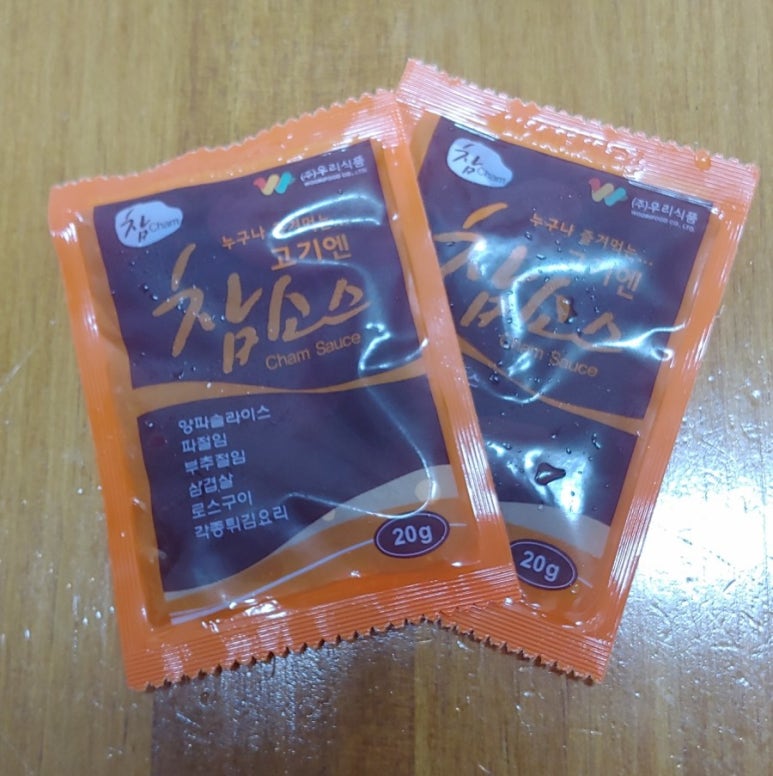 참
Cham
(주)우리식품
WOORIFOOD CO., LTD.
누구나 즐겨먹는...
고기엔
참소스
Cham Sauce
양파슬라이스
파절임
부추절임
삼겹살
로스구이
각종튀김요리
20g
참
Cham
(주)우리식품
WOORIFOOD CO., LTD.
누구나 즐겨먹는...
고기엔
참소스
Cham Sauce
20g